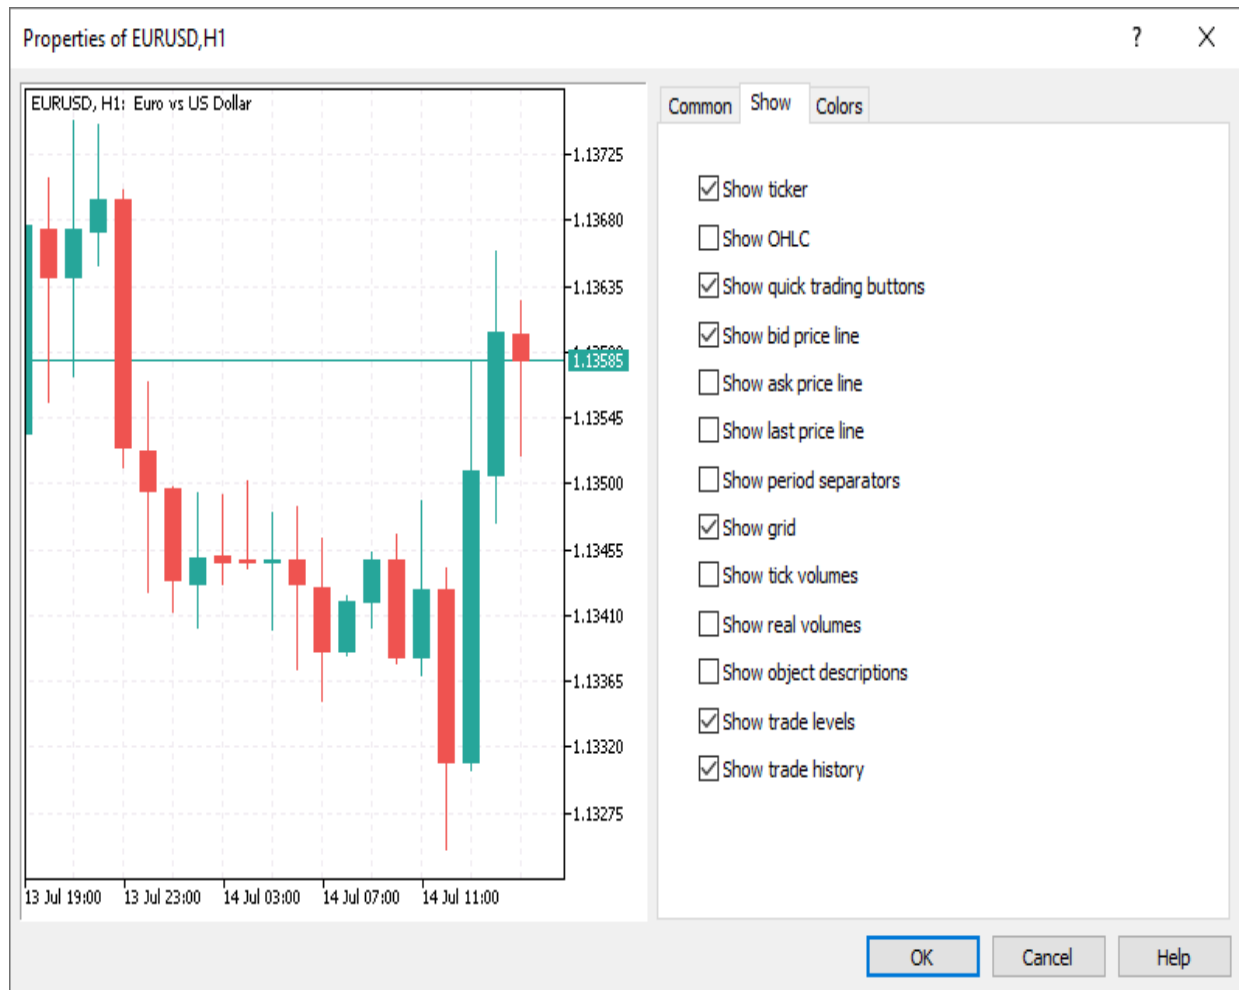 Properties of EURUSD,H1
?
EURUSD, H1: Euro vs US Dollar
1.13725
1.13680
1.13635
1.13585
1.13545
1.13500
1.13455
1.13410
1.13365
1.13320
1.13275
13 Jul 19:00 13 Jul 23:00 14 Jul 03:00 14 Jul 07:00 14 Jul 11:00
Common Show Colors
Show ticker
Show OHLC
Show quick trading buttons
Show bid price line
Show ask price line
Show last price line
Show period separators
Show grid
Show tick volumes
Show real volumes
Show object descriptions
Show trade levels
Show trade history
OK Cancel Help